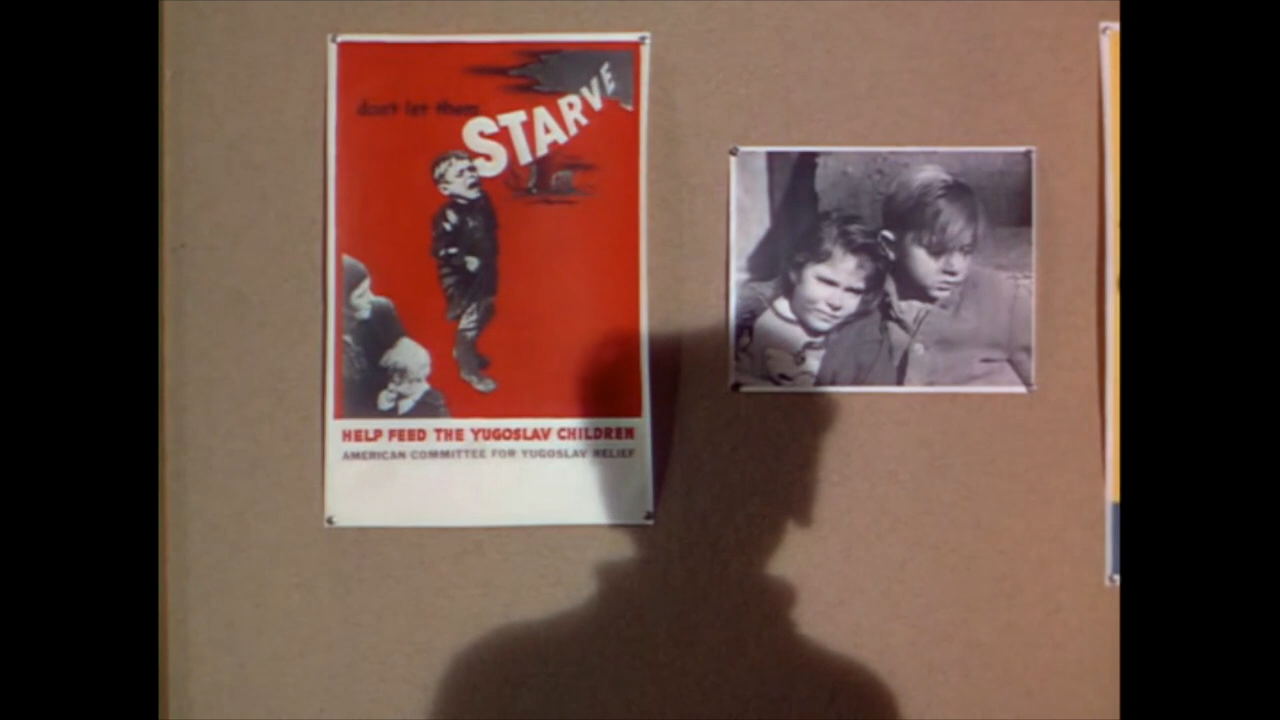 don't let them
STARVE
HELP FEED THE YUGOSLAV CHILDREN
AMERICAN COMMITTEE FOR YUGOSLAV RELIEF